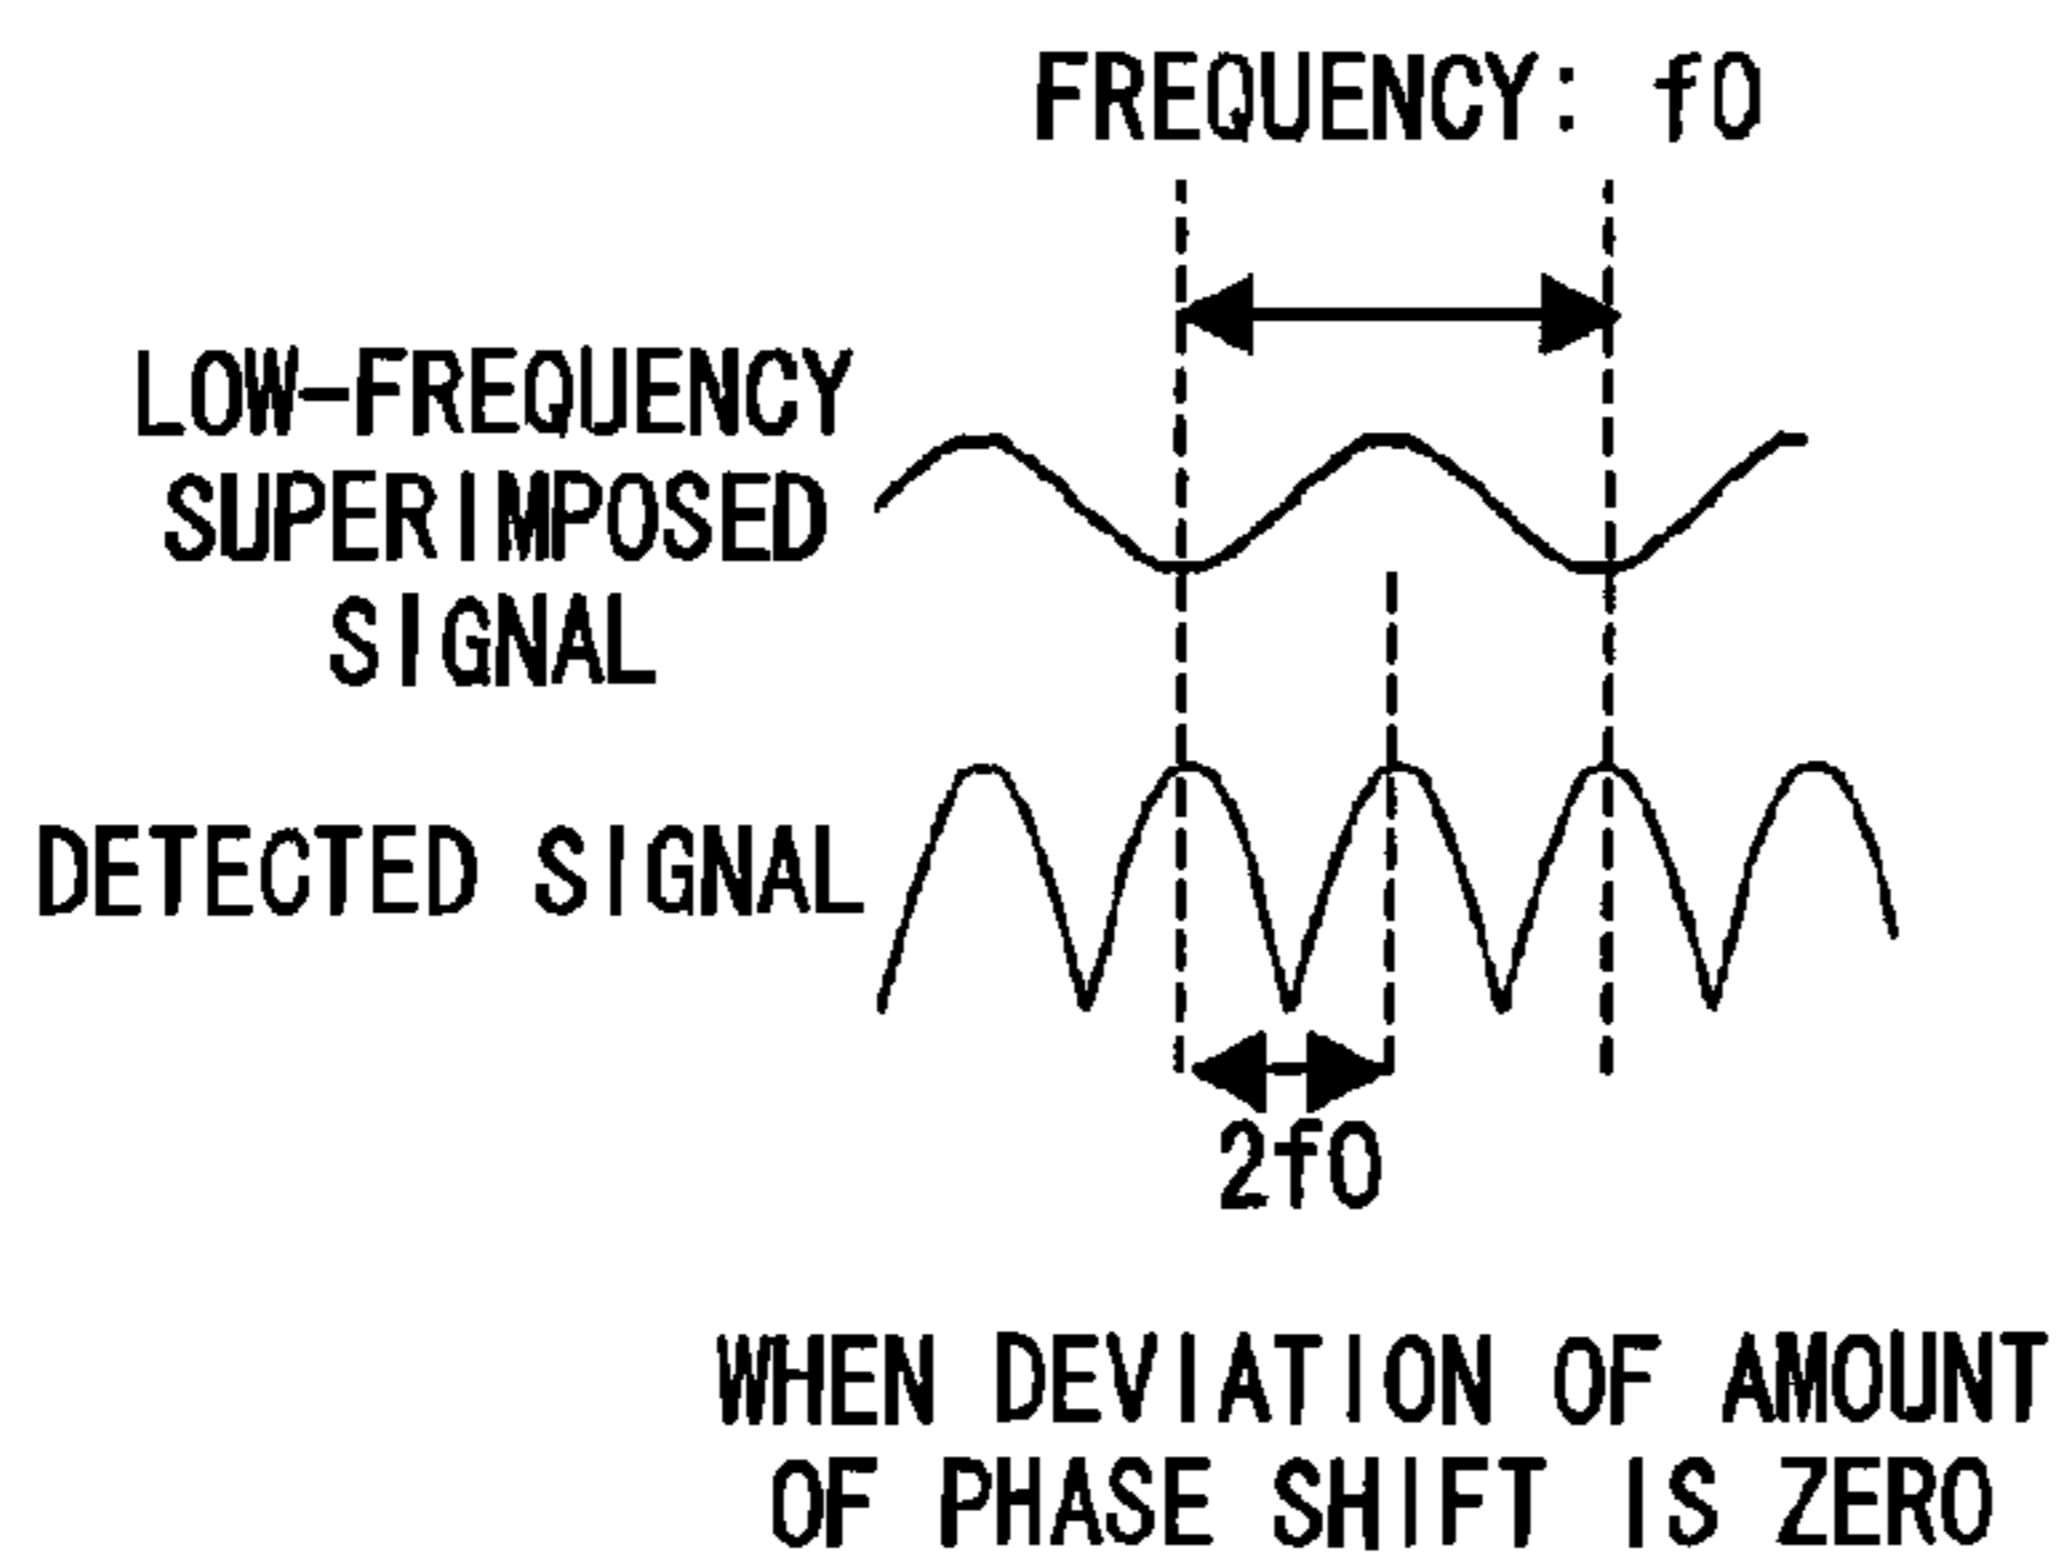 FREQUENCY: f0
LOW-FREQUENCY
SUPERIMPOSED
SIGNAL
DETECTED SIGNAL
2f0
WHEN DEVIATION OF AMOUNT
OF PHASE SHIFT IS ZERO